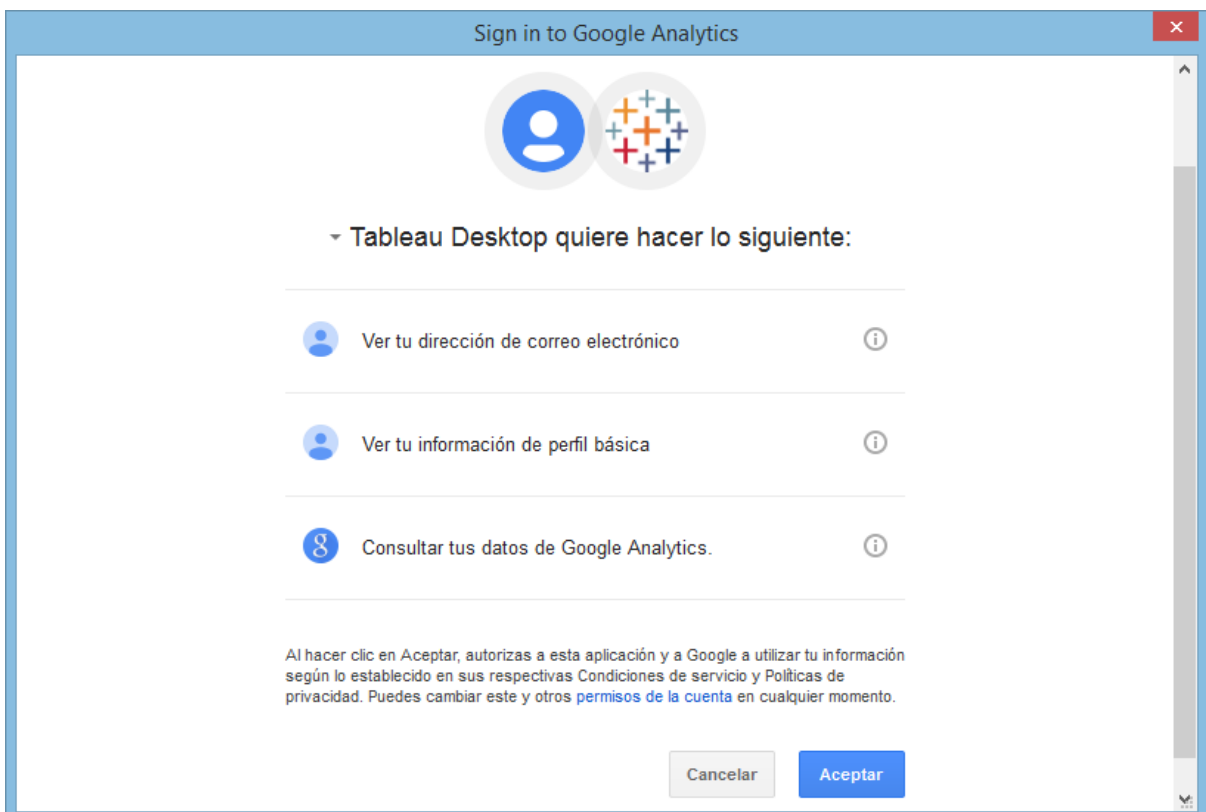 Sign in to Google Analytics
Tableau Desktop quiere hacer lo siguiente:
Ver tu dirección de correo electrónico
Ver tu información de perfil básica
Consultar tus datos de Google Analytics.
Al hacer clic en Aceptar, autorizas a esta aplicación y a Google a utilizar tu información
según lo establecido en sus respectivas Condiciones de servicio y Políticas de
privacidad. Puedes cambiar este y otros permisos de la cuenta en cualquier momento.
Cancelar
Aceptar